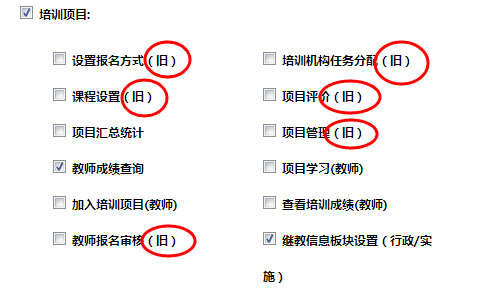 培训项目:
设置报名方式（旧） 培训机构任务分配（旧）
课程设置（旧） 项目评价（旧）
项目汇总统计 项目管理（旧）
教师成绩查询 项目学习(教师)
加入培训项目(教师) 查看培训成绩(教师)
教师报名审核（旧） 继教信息板块设置（行政/实
施）